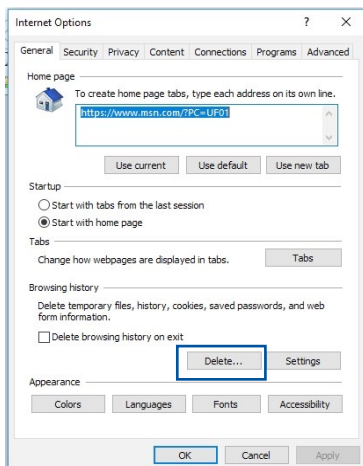 Internet Options ? X
General Security Privacy Content Connections Programs Advanced
Home page
To create home page tabs, type each address on its own line.
https://www.msn.com/?PC=UF01
Use current Use default Use new tab
Startup
Start with tabs from the last session
Start with home page
Tabs
Change how webpages are displayed in tabs. Tabs
Browsing history
Delete temporary files, history, cookies, saved passwords, and web
form information.
Delete browsing history on exit
Delete... Settings
Appearance
Colors Languages Fonts Accessibility
OK Cancel Apply